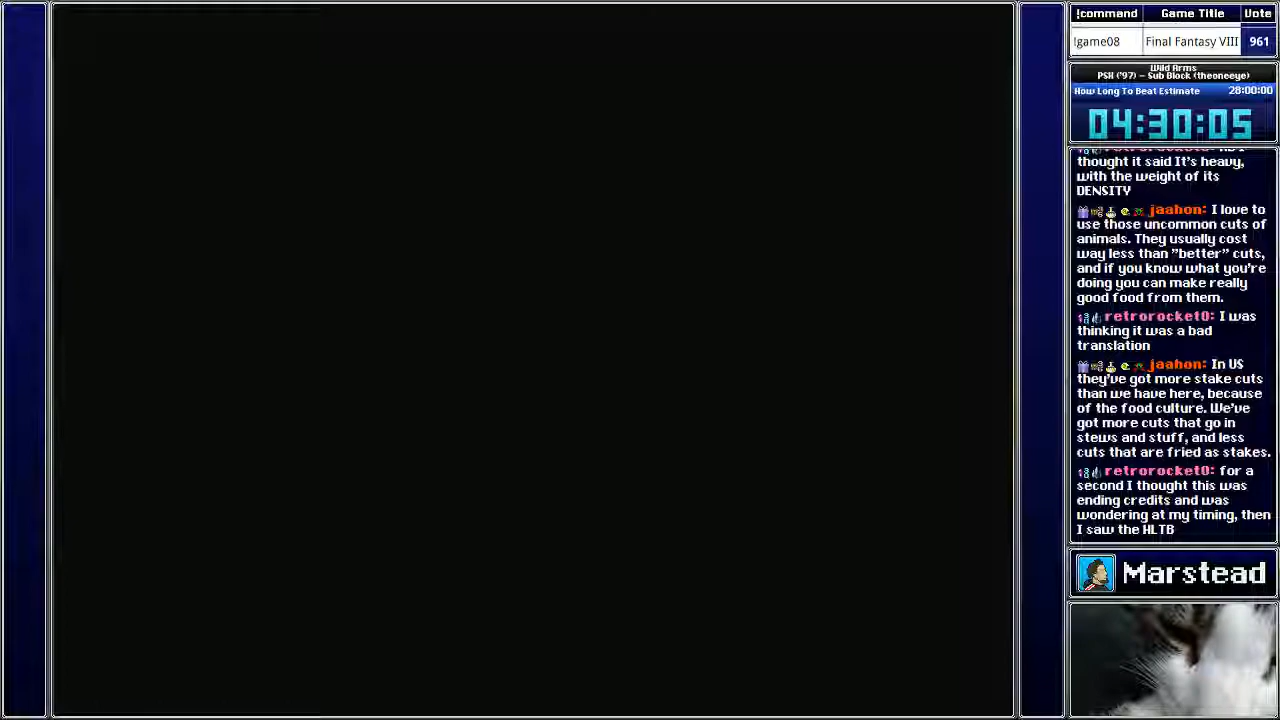 !command Game Title Vote
!game08 Final Fantasy VIII 961
Wild Arms
PSX ('97) - Sub Block (theoneeye)
How Long To Beat Estimate 28:00:00
04:30:05
thought it said It's heavy,
with the weight of its
DENSITY
jaahon: I love to
use those uncommon cuts of
animals. They usually cost
way less than "better" cuts,
and if you know what you're
doing you can make really
good food from them.
retrorocket0: I was
thinking it was a bad
translation
jaahon: In US
they've got more stake cuts
than we have here, because
of the food culture. We've
got more cuts that go in
stews and stuff, and less
cuts that are fried as stakes.
retrorocket0: for a
second I thought this was
ending credits and was
wondering at my timing, then
I saw the HLTB
Marstead